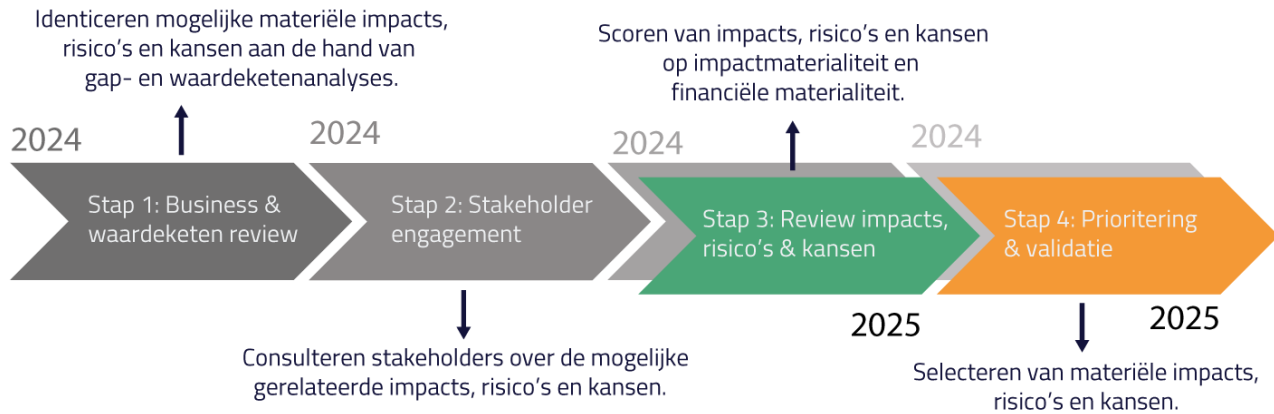 Identiceren mogelijke materiële impacts,
risico's en kansen aan de hand van
gap- en waardeketenanalyses.
Scoren van impacts, risico's en kansen
op impactmaterialiteit en
financiële materialiteit.
2024
2024
2024
2024
Stap 1: Business &
waardeketen review
Stap 2: Stakeholder
engagement
Stap 3: Review impacts,
risico's & kansen
Stap 4: Prioritering
& validatie
2025
2025
Consulteren stakeholders over de mogelijke
gerelateerde impacts, risico's en kansen.
Selecteren van materiële impacts,
risico's en kansen.